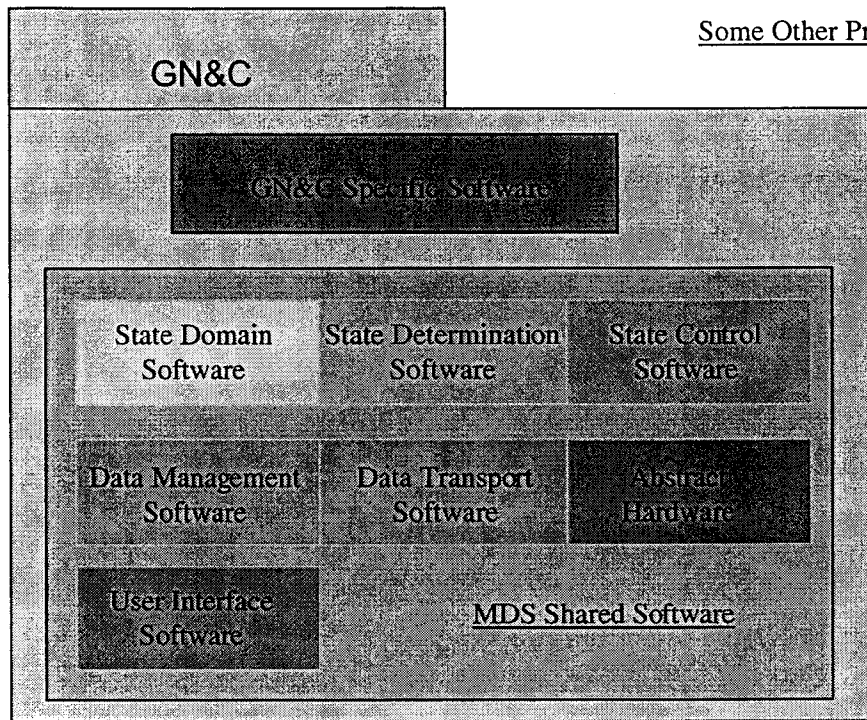 Some Other Pr
GN&C
GN&C Specific Software
State Domain
Software
State Determination
Software
State Control
Software
Data Management
Software
Data Transport
Software
Abstract
Hardware
User Interface
Software
MDS Shared Software